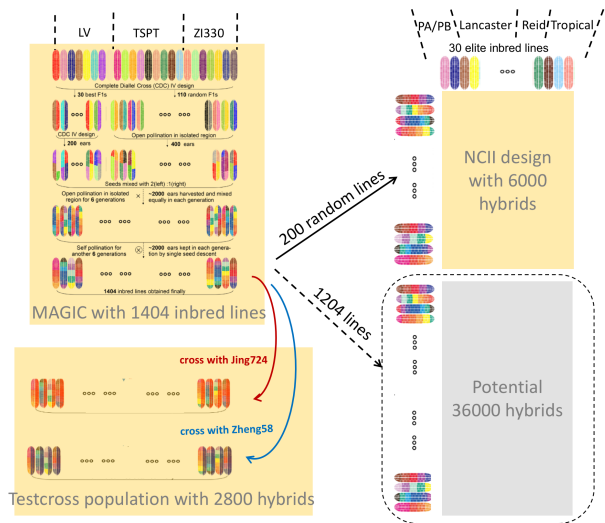 LV TSPT ZI330
Complete Diallel Cross (CDC) IV design
30 best F1s 110 random F1s
CDC IV design Open pollination in isolated region
200 ears 400 ears
Seeds mixed with 2(left) :1(right)
Open pollination in isolated region for 6 generations
~2000 ears harvested and mixed equally in each generation
Self pollination for another 6 generations
~2000 ears kept in each generation by single seed descent
1404 inbred lines obtained finally
MAGIC with 1404 inbred lines
cross with Jing724
cross with Zheng58
Testcross population with 2800 hybrids
200 random lines
1204 lines
PA/PB Lancaster Reid Tropical
30 elite inbred lines
NCII design
with 6000
hybrids
Potential
36000 hybrids